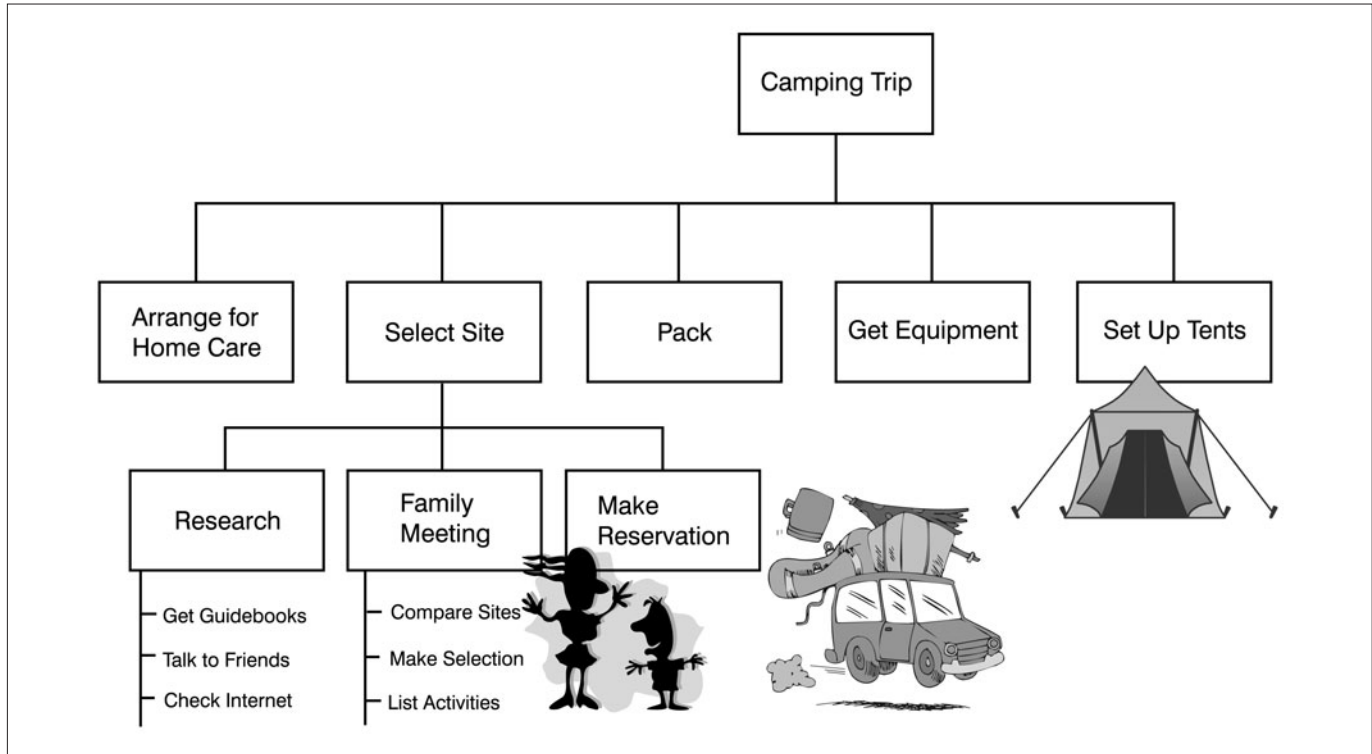 Camping Trip
Arrange for
Home Care
Select Site
Pack
Get Equipment
Set Up Tents
Research
Family
Meeting
Make
Reservation
Get Guidebooks
Talk to Friends
Check Internet
Compare Sites
Make Selection
List Activities